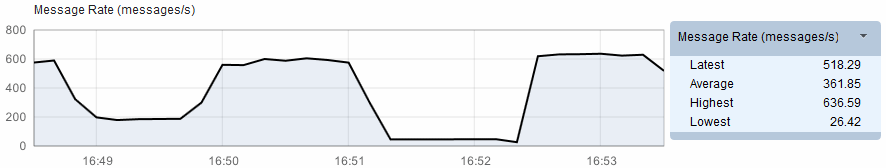 Message Rate (messages/s)
800
600
400
200
0
16:49 16:50 16:51 16:52 16:53
Message Rate (messages/s)
Latest 518.29
Average 361.85
Highest 636.59
Lowest 26.42